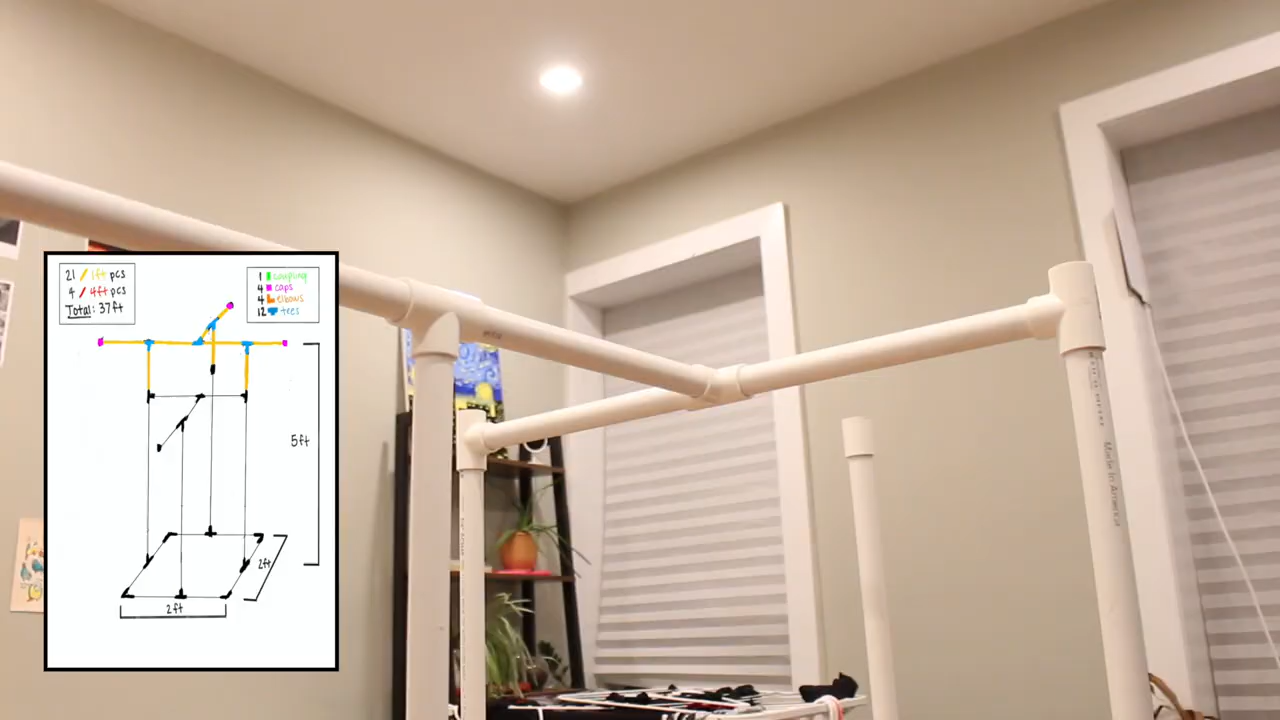 21 / 1ft pcs
4 / 4ft pcs
Total: 37ft
1 coupling
4 caps
4 elbows
12 tees
5ft
2ft
2ft
Made In America